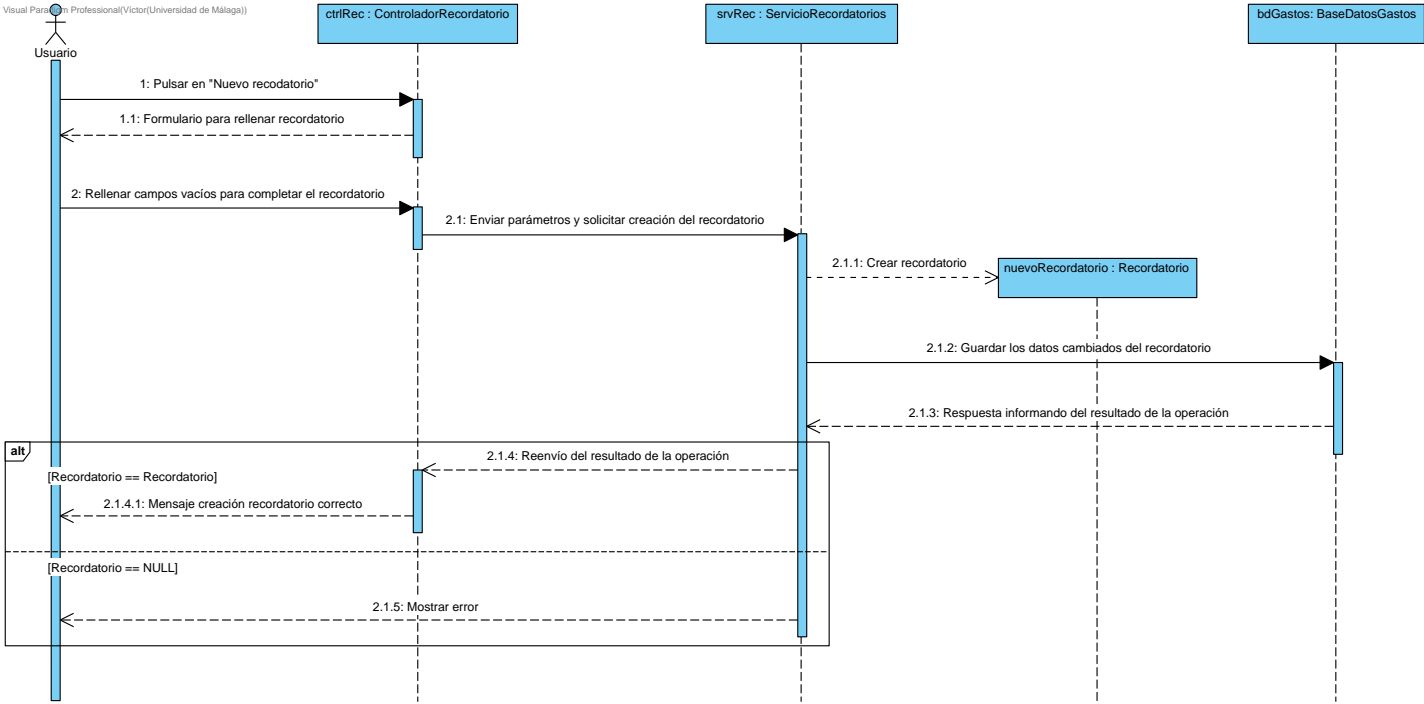 Visual Paradigm Professional(Víctor(Universidad de Málaga))
Usuario
ctrlRec : ControladorRecordatorio
srvRec : ServicioRecordatorios
bdGastos: BaseDatosGastos
1: Pulsar en "Nuevo recodatorio"
1.1: Formulario para rellenar recordatorio
2: Rellenar campos vacíos para completar el recordatorio
2.1: Enviar parámetros y solicitar creación del recordatorio
2.1.1: Crear recordatorio
nuevoRecordatorio : Recordatorio
2.1.2: Guardar los datos cambiados del recordatorio
2.1.3: Respuesta informando del resultado de la operación
alt
2.1.4: Reenvío del resultado de la operación
[Recordatorio == Recordatorio]
2.1.4.1: Mensaje creación recordatorio correcto
[Recordatorio == NULL]
2.1.5: Mostrar error